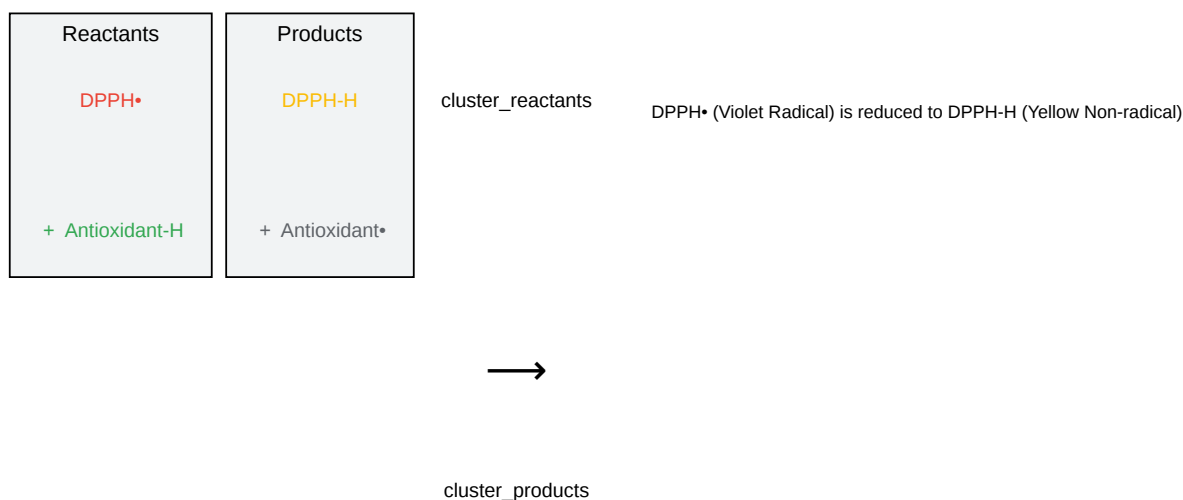 Reactants
DPPH•
+ Antioxidant-H
Products
DPPH-H
+ Antioxidant•
cluster_reactants
⟶
cluster_products
DPPH• (Violet Radical) is reduced to DPPH-H (Yellow Non-radical)